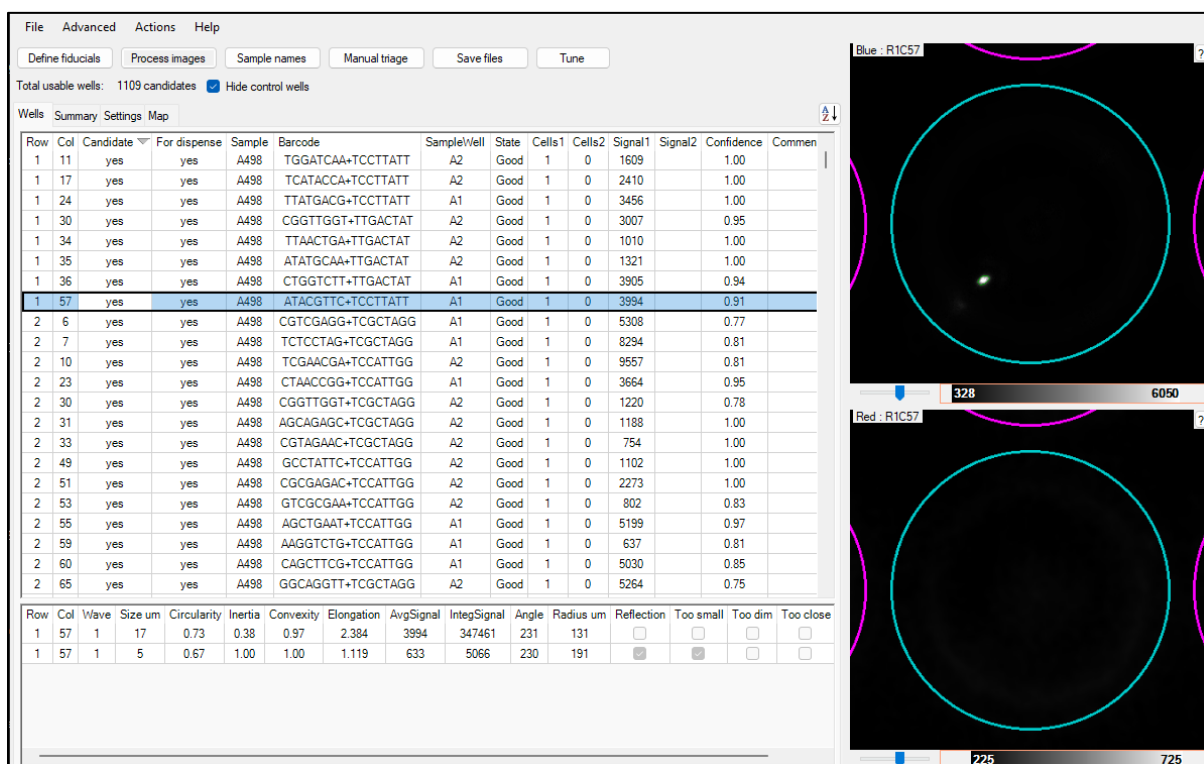 File Advanced Actions Help
Define fiducials Process images Sample names Manual triage Save files Tune
Total usable wells: 1109 candidates Hide control wells
Wells Summary Settings Map
Row Col Candidate For dispense Sample Barcode SampleWell State Cells1 Cells2 Signal1 Signal2 Confidence Commen
1 11 yes yes A498 TGGATCAA+TCCTTATT A2 Good 1 0 1609 1.00
1 17 yes yes A498 TCATACCA+TCCTTATT A2 Good 1 0 2410 1.00
1 24 yes yes A498 TTATGACG+TCCTTATT A1 Good 1 0 3456 1.00
1 30 yes yes A498 CGGTTGGT+TTGACTAT A2 Good 1 0 3007 0.95
1 34 yes yes A498 TTAACTGA+TTGACTAT A2 Good 1 0 1010 1.00
1 35 yes yes A498 ATATGCAA+TTGACTAT A2 Good 1 0 1321 1.00
1 36 yes yes A498 CTGGTCTT+TTGACTAT A1 Good 1 0 3905 0.94
1 57 yes yes A498 ATACGTTC+TCCTTATT A1 Good 1 0 3994 0.91
2 6 yes yes A498 CGTCGAGG+TCGCTAGG A1 Good 1 0 5308 0.77
2 7 yes yes A498 TCTCCTAG+TCGCTAGG A1 Good 1 0 8294 0.81
2 10 yes yes A498 TCGAACGA+TCCATTGG A2 Good 1 0 9557 0.81
2 23 yes yes A498 CTAACCGG+TCCATTGG A1 Good 1 0 3664 0.95
2 30 yes yes A498 CGGTTGGT+TCCATTGG A2 Good 1 0 1220 0.78
2 31 yes yes A498 AGCAGAGC+TCGCTAGG A2 Good 1 0 1188 1.00
2 33 yes yes A498 CGTAGAAC+TCGCTAGG A2 Good 1 0 754 1.00
2 49 yes yes A498 GCCTATTC+TCCATTGG A2 Good 1 0 1102 1.00
2 51 yes yes A498 CGCGAGAC+TCCATTGG A2 Good 1 0 2273 1.00
2 53 yes yes A498 GTCGCGAA+TCCATTGG A2 Good 1 0 802 0.83
2 55 yes yes A498 AGCTGAAT+TCCATTGG A1 Good 1 0 5199 0.97
2 59 yes yes A498 AAGGTCTG+TCCATTGG A1 Good 1 0 637 0.81
2 60 yes yes A498 CAGCTTCG+TCCATTGG A1 Good 1 0 5030 0.85
2 65 yes yes A498 GGCAGGTT+TCGCTAGG A2 Good 1 0 5264 0.75
Row Col Wave Size um Circularity Inertia Convexity Elongation AvgSignal IntegSignal Angle Radius um Reflection Too small Too dim Too close
1 57 1 17 0.73 0.38 0.97 2.384 3994 347461 231 131
1 57 1 5 0.67 1.00 1.00 1.119 633 5066 230 191
Blue : R1C57 ?
328 6050
Red : R1C57 ?
225 725